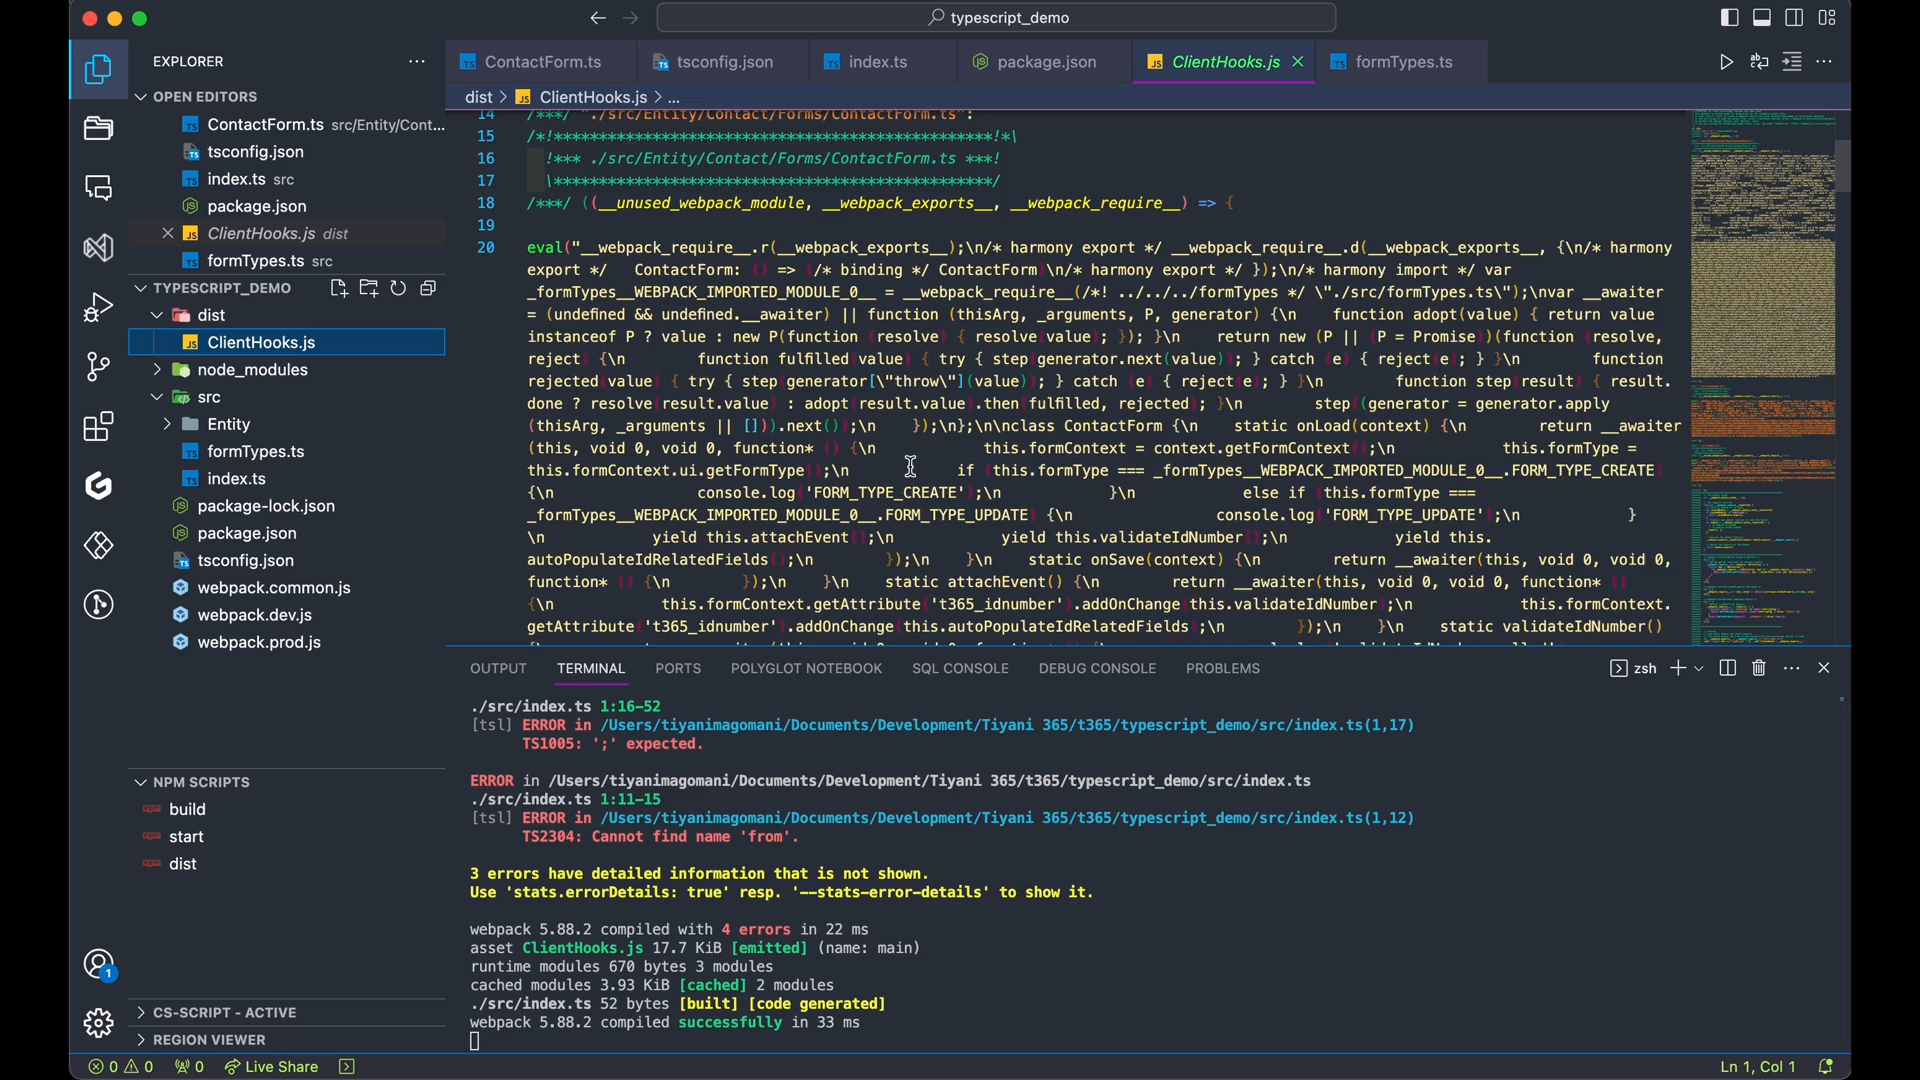 typescript_demo
EXPLORER
OPEN EDITORS
ContactForm.ts src/Entity/Cont...
tsconfig.json
index.ts src
package.json
ClientHooks.js dist
formTypes.ts src
TYPESCRIPT_DEMO
dist
ClientHooks.js
node_modules
src
Entity
formTypes.ts
index.ts
package-lock.json
package.json
tsconfig.json
webpack.common.js
webpack.dev.js
webpack.prod.js
NPM SCRIPTS
build
start
dist
CS-SCRIPT - ACTIVE
REGION VIEWER
ContactForm.ts
tsconfig.json
index.ts
package.json
ClientHooks.js
formTypes.ts
dist > ClientHooks.js > ...
14 /***/ "./src/Entity/Contact/Forms/ContactForm.ts":
15 /*!*************************************************!*\
16 !*** ./src/Entity/Contact/Forms/ContactForm.ts ***!
17 \*************************************************/
18 /***/ ((__unused_webpack_module, __webpack_exports__, __webpack_require__) => {
19
20 eval("__webpack_require__.r(__webpack_exports__);\n/* harmony export */ __webpack_require__.d(__webpack_exports__, {\n/* harmony
export */   ContactForm: () => (/* binding */ ContactForm)\n/* harmony export */ });\n/* harmony import */ var
_formTypes__WEBPACK_IMPORTED_MODULE_0__ = __webpack_require__(/*! ../../../formTypes */ \"./src/formTypes.ts\");\nvar __awaiter
= (undefined && undefined.__awaiter) || function (thisArg, _arguments, P, generator) {\n    function adopt(value) { return value
instanceof P ? value : new P(function (resolve) { resolve(value); }); }\n    return new (P || (P = Promise))(function (resolve,
reject) {\n        function fulfilled(value) { try { step(generator.next(value)); } catch (e) { reject(e); } }\n        function
rejected(value) { try { step(generator[\"throw\"](value)); } catch (e) { reject(e); } }\n        function step(result) { result.
done ? resolve(result.value) : adopt(result.value).then(fulfilled, rejected); }\n        step((generator = generator.apply
(thisArg, _arguments || [])).next());\n    });\n};\n\nclass ContactForm {\n    static onLoad(context) {\n        return __awaiter
(this, void 0, void 0, function* () {\n            this.formContext = context.getFormContext();\n            this.formType =
this.formContext.ui.getFormType();\n            if (this.formType === _formTypes__WEBPACK_IMPORTED_MODULE_0__.FORM_TYPE_CREATE)
{\n                console.log('FORM_TYPE_CREATE');\n            }\n            else if (this.formType ===
_formTypes__WEBPACK_IMPORTED_MODULE_0__.FORM_TYPE_UPDATE) {\n                console.log('FORM_TYPE_UPDATE');\n            }
\n            yield this.attachEvent();\n            yield this.validateIdNumber();\n            yield this.
autoPopulateIdRelatedFields();\n        });\n    }\n    static onSave(context) {\n        return __awaiter(this, void 0, void 0,
function* () {\n        });\n    }\n    static attachEvent() {\n        return __awaiter(this, void 0, void 0, function* ()
{\n            this.formContext.getAttribute('t365_idnumber').addOnChange(this.validateIdNumber);\n            this.formContext.
getAttribute('t365_idnumber').addOnChange(this.autoPopulateIdRelatedFields);\n        });\n    }\n    static validateIdNumber()
OUTPUT TERMINAL PORTS POLYGLOT NOTEBOOK SQL CONSOLE DEBUG CONSOLE PROBLEMS
zsh
./src/index.ts 1:16-52
[tsl] ERROR in /Users/tiyanimagomani/Documents/Development/Tiyani 365/t365/typescript_demo/src/index.ts(1,17)
TS1005: ';' expected.
ERROR in /Users/tiyanimagomani/Documents/Development/Tiyani 365/t365/typescript_demo/src/index.ts
./src/index.ts 1:11-15
[tsl] ERROR in /Users/tiyanimagomani/Documents/Development/Tiyani 365/t365/typescript_demo/src/index.ts(1,12)
TS2304: Cannot find name 'from'.
3 errors have detailed information that is not shown.
Use 'stats.errorDetails: true' resp. '--stats-error-details' to show it.
webpack 5.88.2 compiled with 4 errors in 22 ms
asset ClientHooks.js 17.7 KiB [emitted] (name: main)
runtime modules 670 bytes 3 modules
cached modules 3.93 KiB [cached] 2 modules
./src/index.ts 52 bytes [built] [code generated]
webpack 5.88.2 compiled successfully in 33 ms
1
0 0 0 Live Share
Ln 1, Col 1